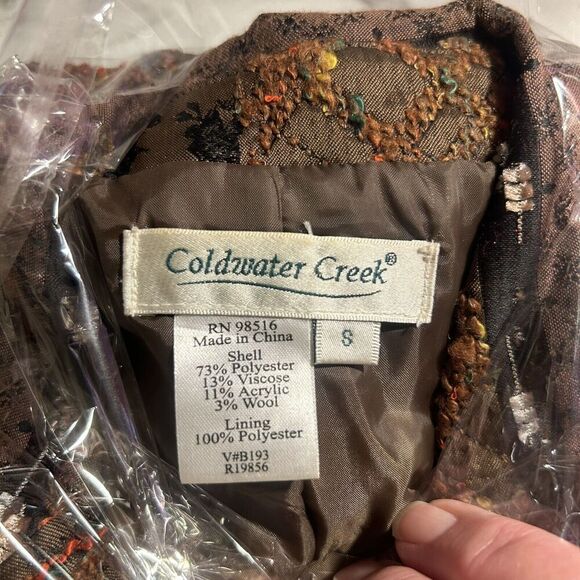 Coldwater Creek®
S
RN 98516
Made in China
Shell
73% Polyester
13% Viscose
11% Acrylic
3% Wool
Lining
100% Polyester
V#B193
R19856